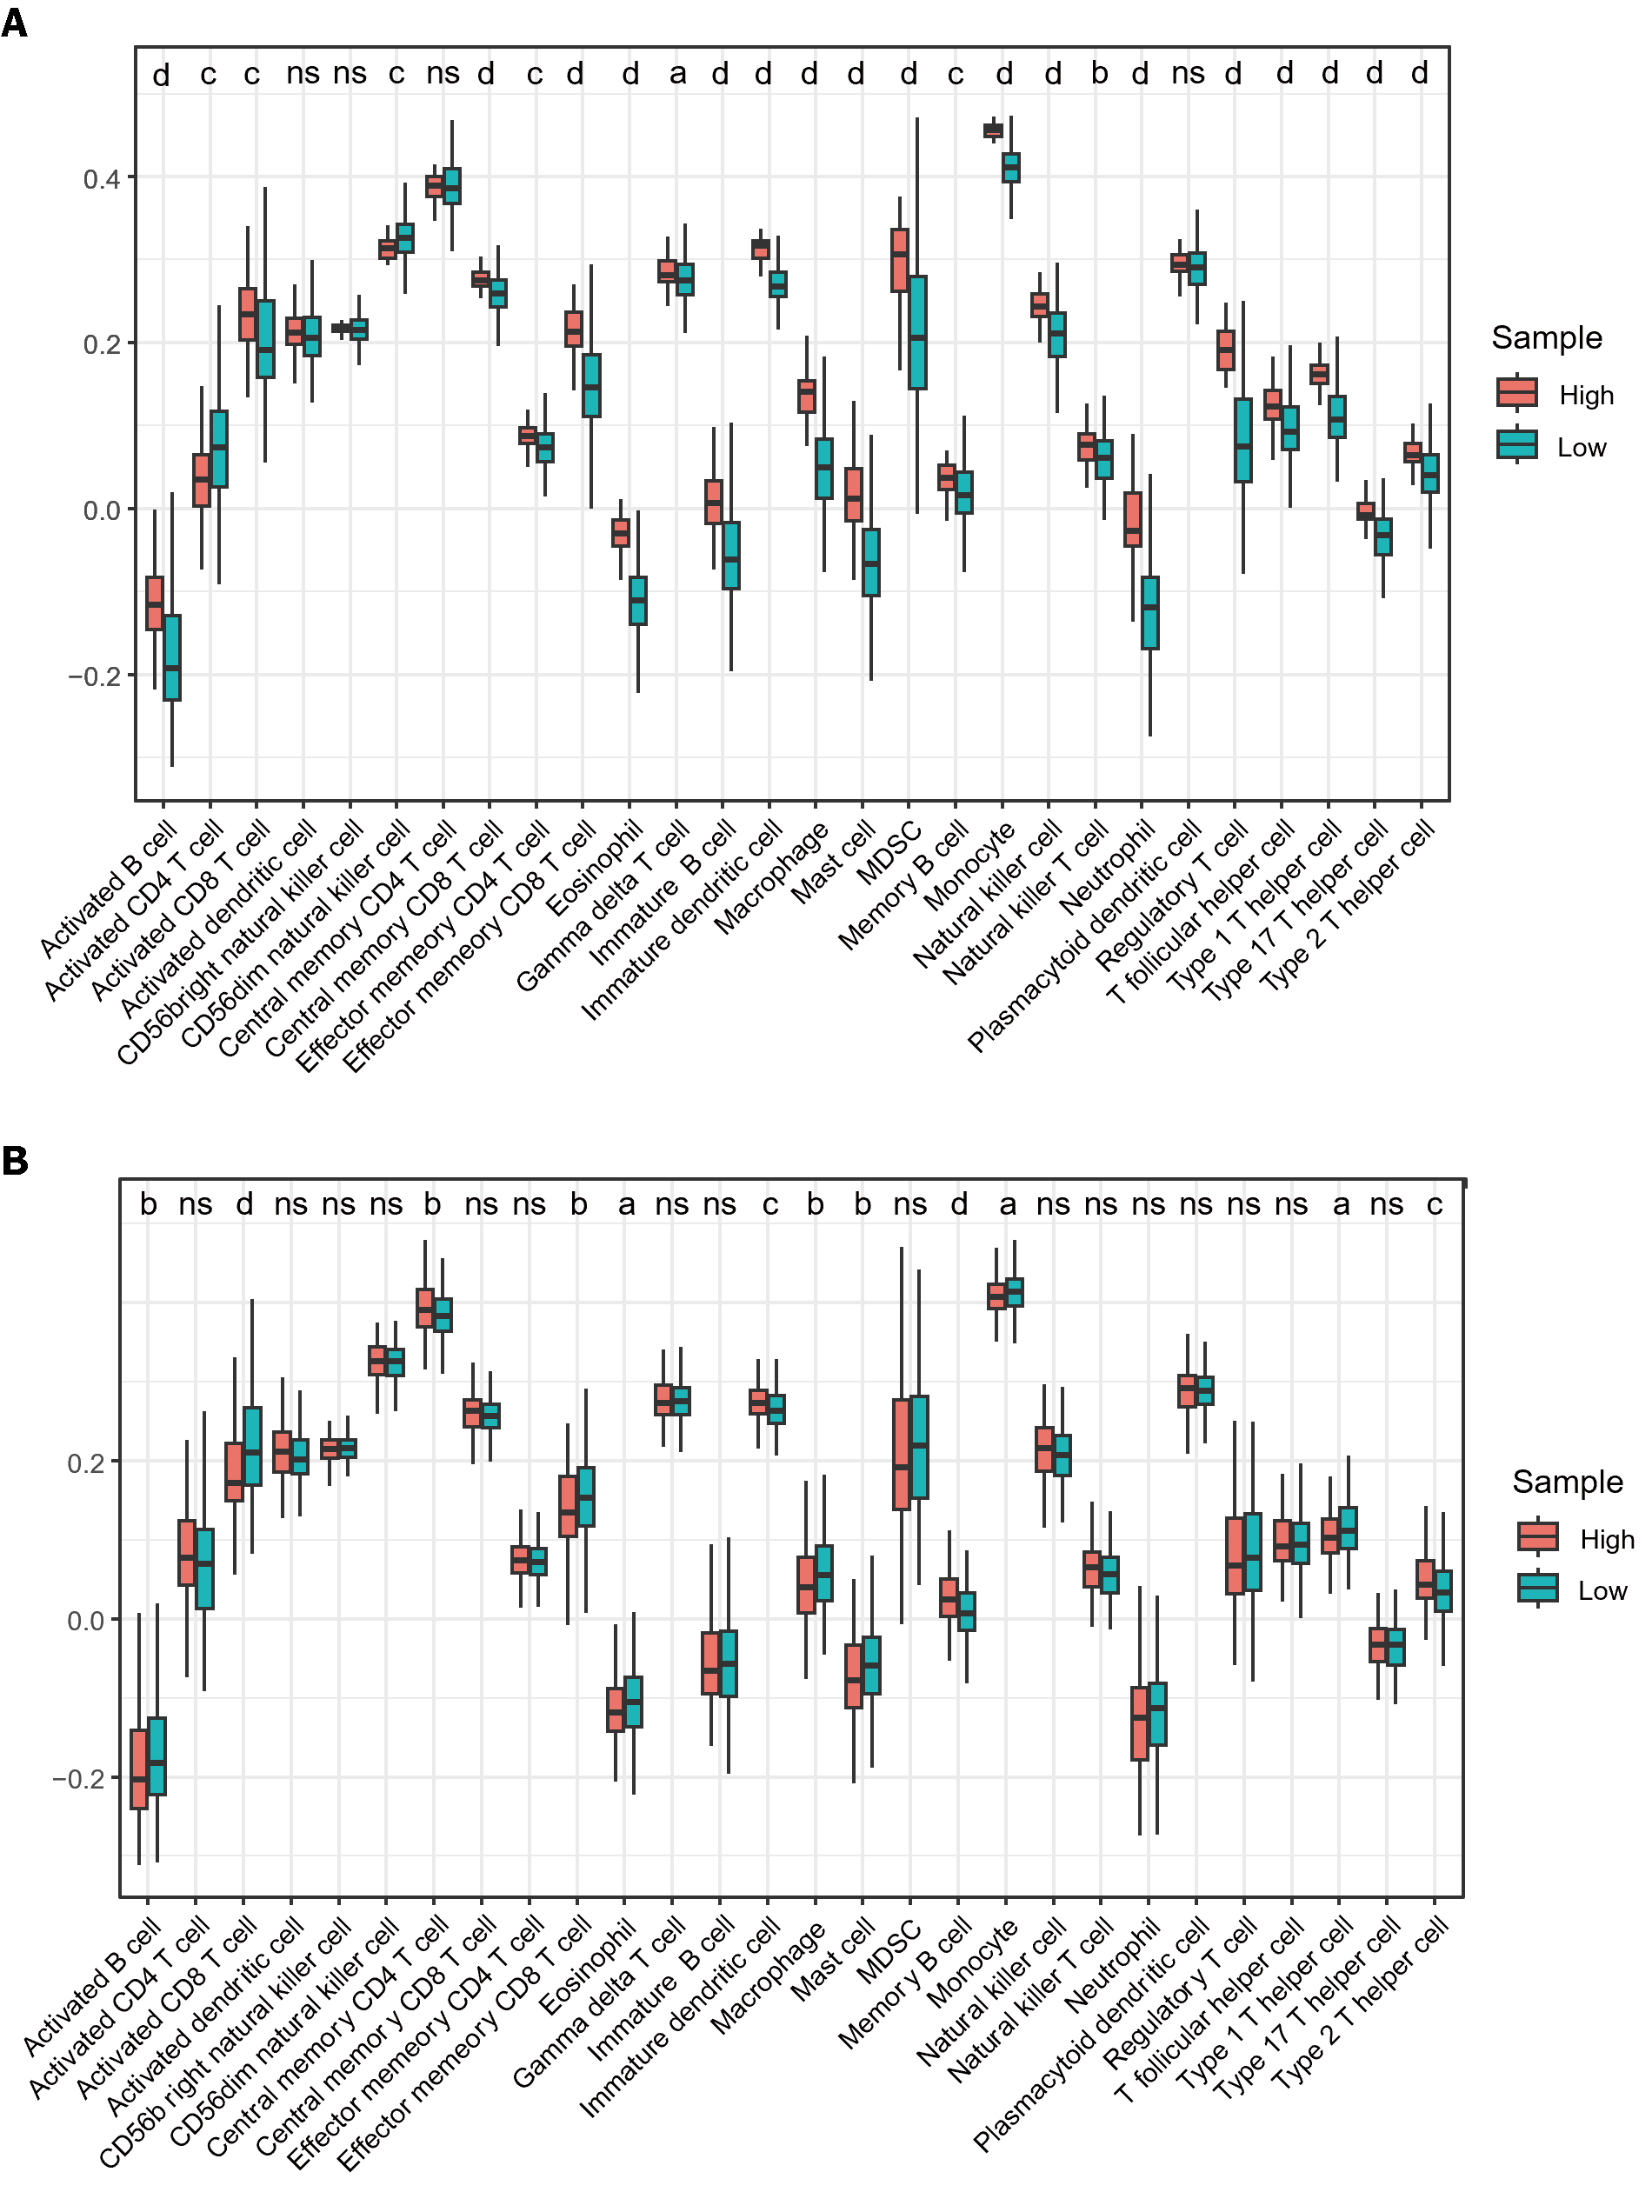 A
d c c ns ns c ns d c d d a d d d d d c d d b d ns d d d d d
0.4
0.2
0.0
−0.2
Activated B cell
Activated CD4 T cell
Activated CD8 T cell
Activated dendritic cell
CD56bright natural killer cell
CD56dim natural killer cell
Central memory CD4 T cell
Central memory CD8 T cell
Effector memeory CD4 T cell
Effector memeory CD8 T cell
Eosinophil
Gamma delta T cell
Immature B cell
Immature dendritic cell
Macrophage
Mast cell
MDSC
Memory B cell
Monocyte
Natural killer cell
Natural killer T cell
Neutrophil
Plasmacytoid dendritic cell
Regulatory T cell
T follicular helper cell
Type 1 T helper cell
Type 17 T helper cell
Type 2 T helper cell
Sample
High
Low
B
b ns d ns ns ns b ns ns b a ns ns c b b ns d a ns ns ns ns ns ns a ns c
0.2
0.0
−0.2
Activated B cell
Activated CD4 T cell
Activated CD8 T cell
Activated dendritic cell
CD56b right natural killer cell
CD56dim natural killer cell
Central memory CD4 T cell
Central memory CD8 T cell
Effector memeory CD4 T cell
Effector memeory CD8 T cell
Eosinophil
Gamma delta T cell
Immature B cell
Immature dendritic cell
Macrophage
Mast cell
MDSC
Memory B cell
Monocyte
Natural killer cell
Natural killer T cell
Neutrophil
Plasmacytoid dendritic cell
Regulatory T cell
T follicular helper cell
Type 1 T helper cell
Type 17 T helper cell
Type 2 T helper cell
Sample
High
Low